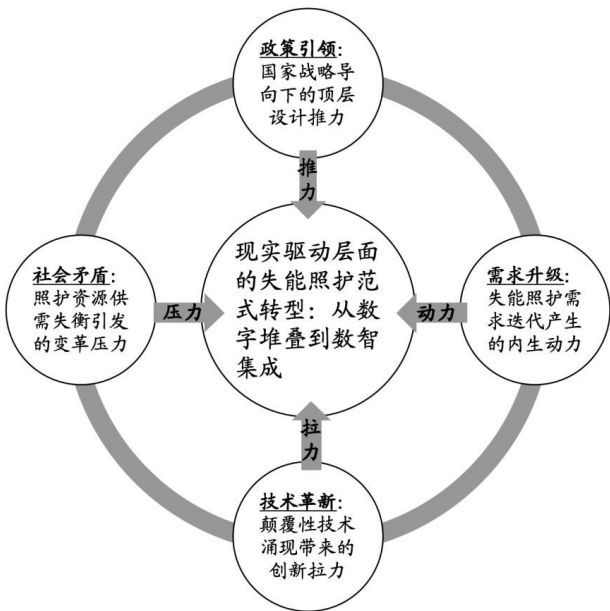 政策引领:
国家战略导
向下的顶层
设计推力
推
力
社会矛盾:
照护资源供
需失衡引发
的变革压力
压力
现实驱动层面
的失能照护范
式转型：从数
字堆叠到数智
集成
动力
需求升级:
失能照护需
求迭代产生
的内生动力
拉
力
技术革新:
颠覆性技术
涌现带来的
创新拉力